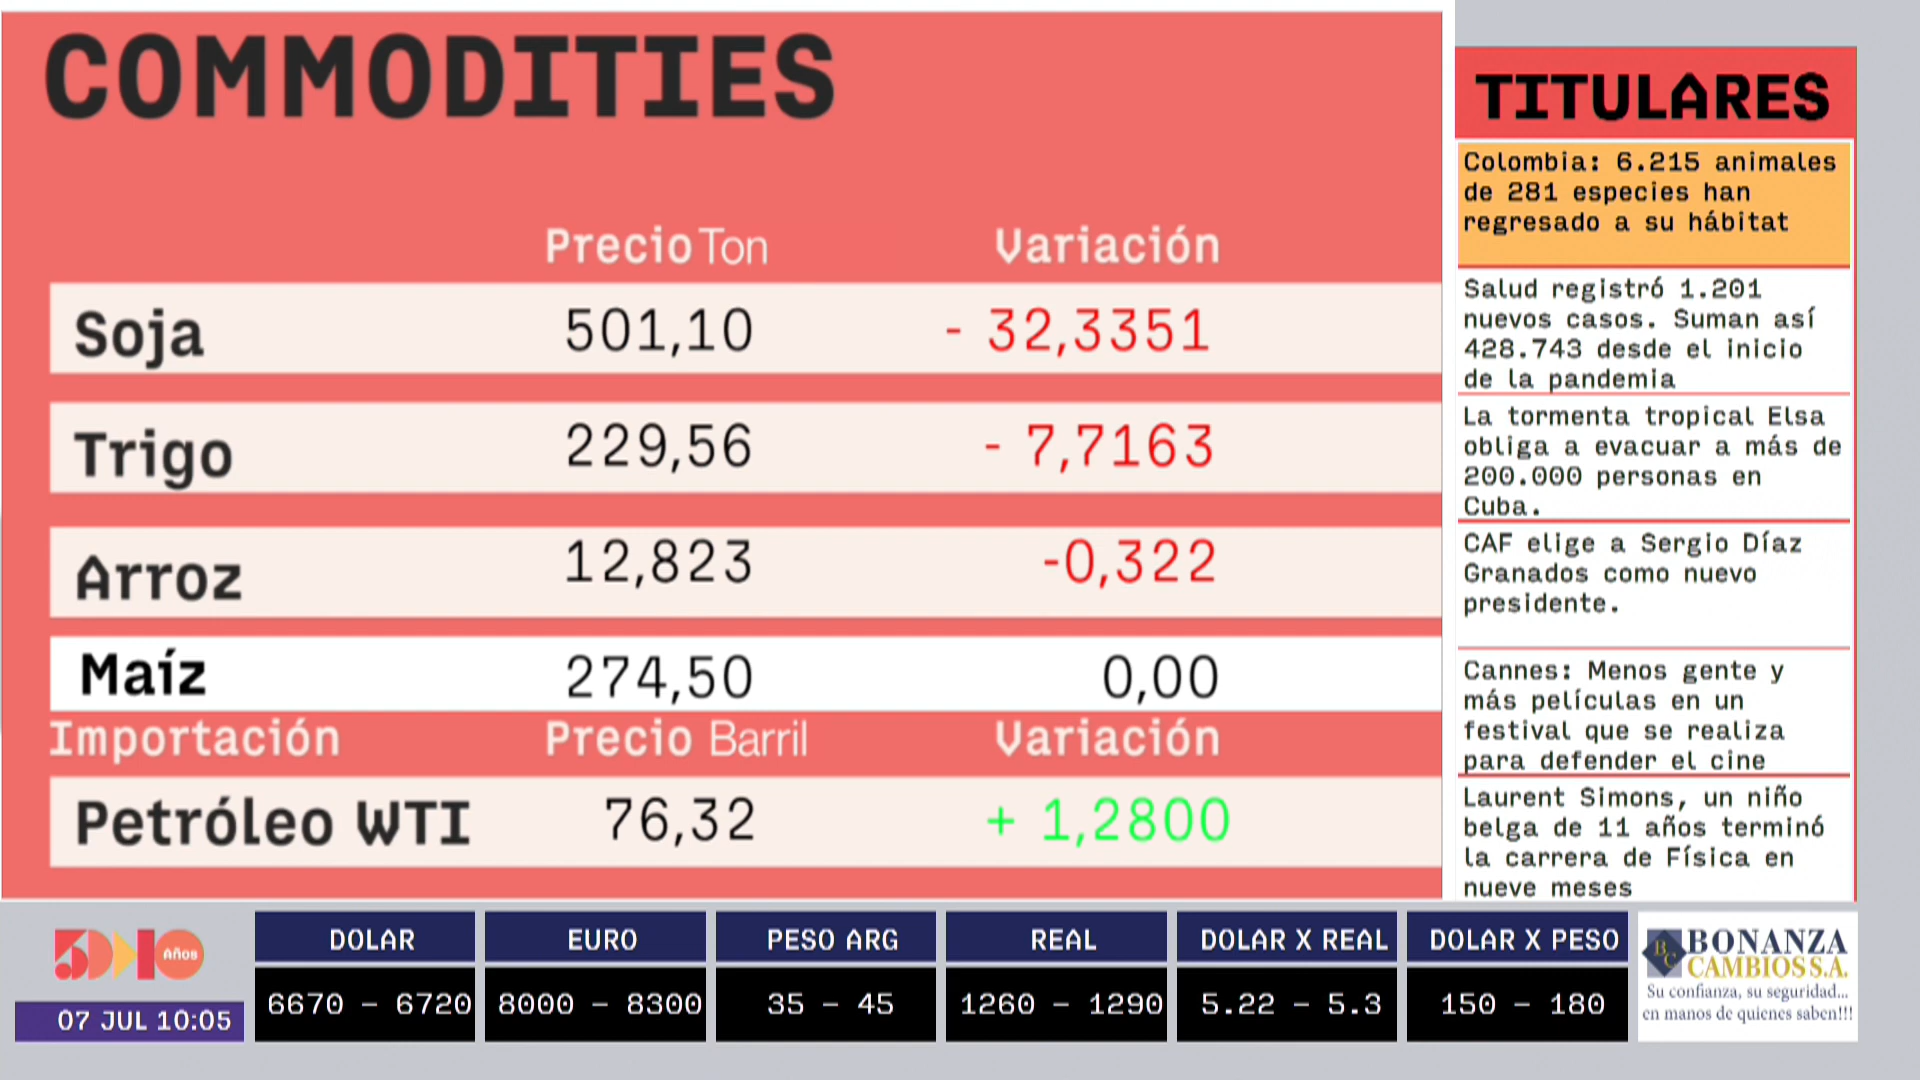 COMMODITIES
Precio Ton Variación
Soja 501,10 - 32,3351
Trigo 229,56 - 7,7163
Arroz 12,823 -0,322
Maíz 274,50 0,00
Importación Precio Barril Variación
Petróleo WTI 76,32 + 1,2800
TITULARES
Colombia: 6.215 animales
de 281 especies han
regresado a su hábitat
Salud registró 1.201
nuevos casos. Suman así
428.743 desde el inicio
de la pandemia
La tormenta tropical Elsa
obliga a evacuar a más de
200.000 personas en
Cuba.
CAF elige a Sergio Díaz
Granados como nuevo
presidente.
Cannes: Menos gente y
más películas en un
festival que se realiza
para defender el cine
Laurent Simons, un niño
belga de 11 años terminó
la carrera de Física en
nueve meses
5D 10 Años
07 JUL 10:05
DOLAR EURO PESO ARG REAL DOLAR X REAL DOLAR X PESO
6670 - 6720 8000 - 8300 35 - 45 1260 - 1290 5.22 - 5.3 150 - 180
BC BONANZA
CAMBIOS S.A.
Su confianza, su seguridad...
en manos de quienes saben!!!